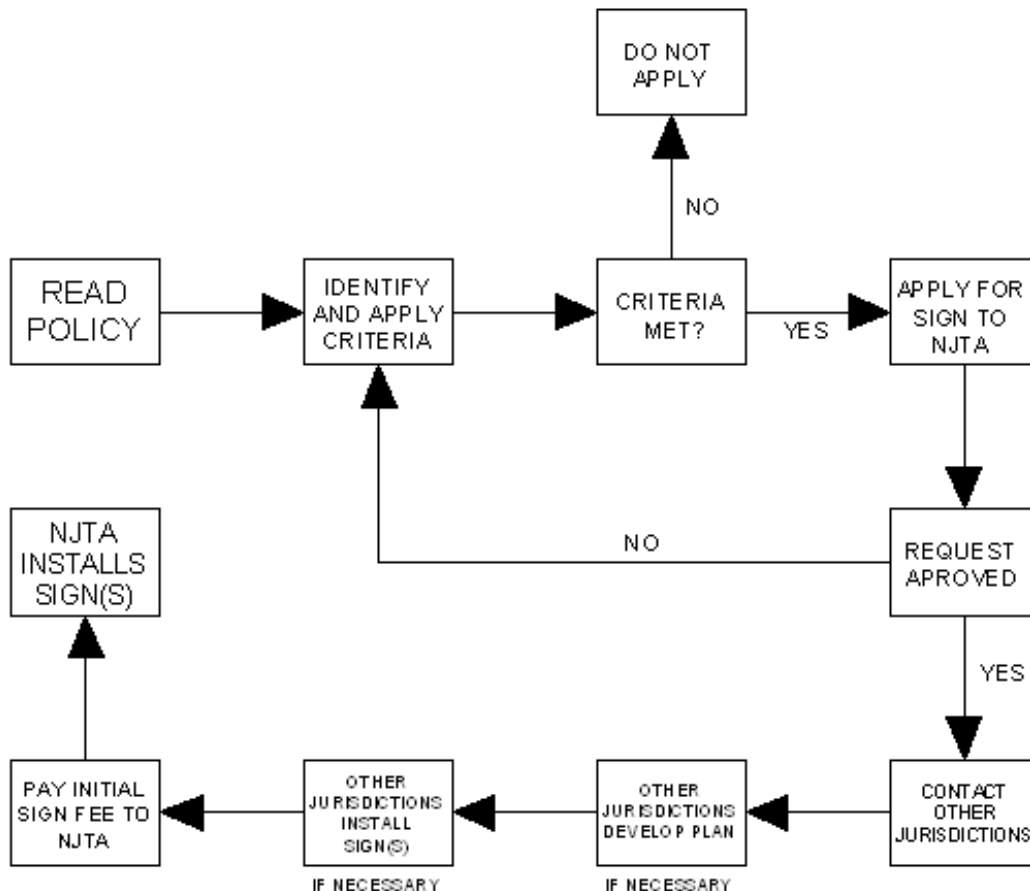 DO NOT
APPLY
NO
READ
POLICY
IDENTIFY
AND APPLY
CRITERIA
CRITERIA
MET?
YES
APPLY FOR
SIGN TO
NJTA
NJTA
INSTALLS
SIGN(S)
NO
REQUEST
APROVED
YES
PAY INITIAL
SIGN FEE TO
NJTA
OTHER
JURISDICTIONS
INSTALL
SIGN(S)
IF NECESSARY
OTHER
JURISDICTIONS
DEVELOP PLAN
IF NECESSARY
CONTACT
OTHER
JURISDICTIONS